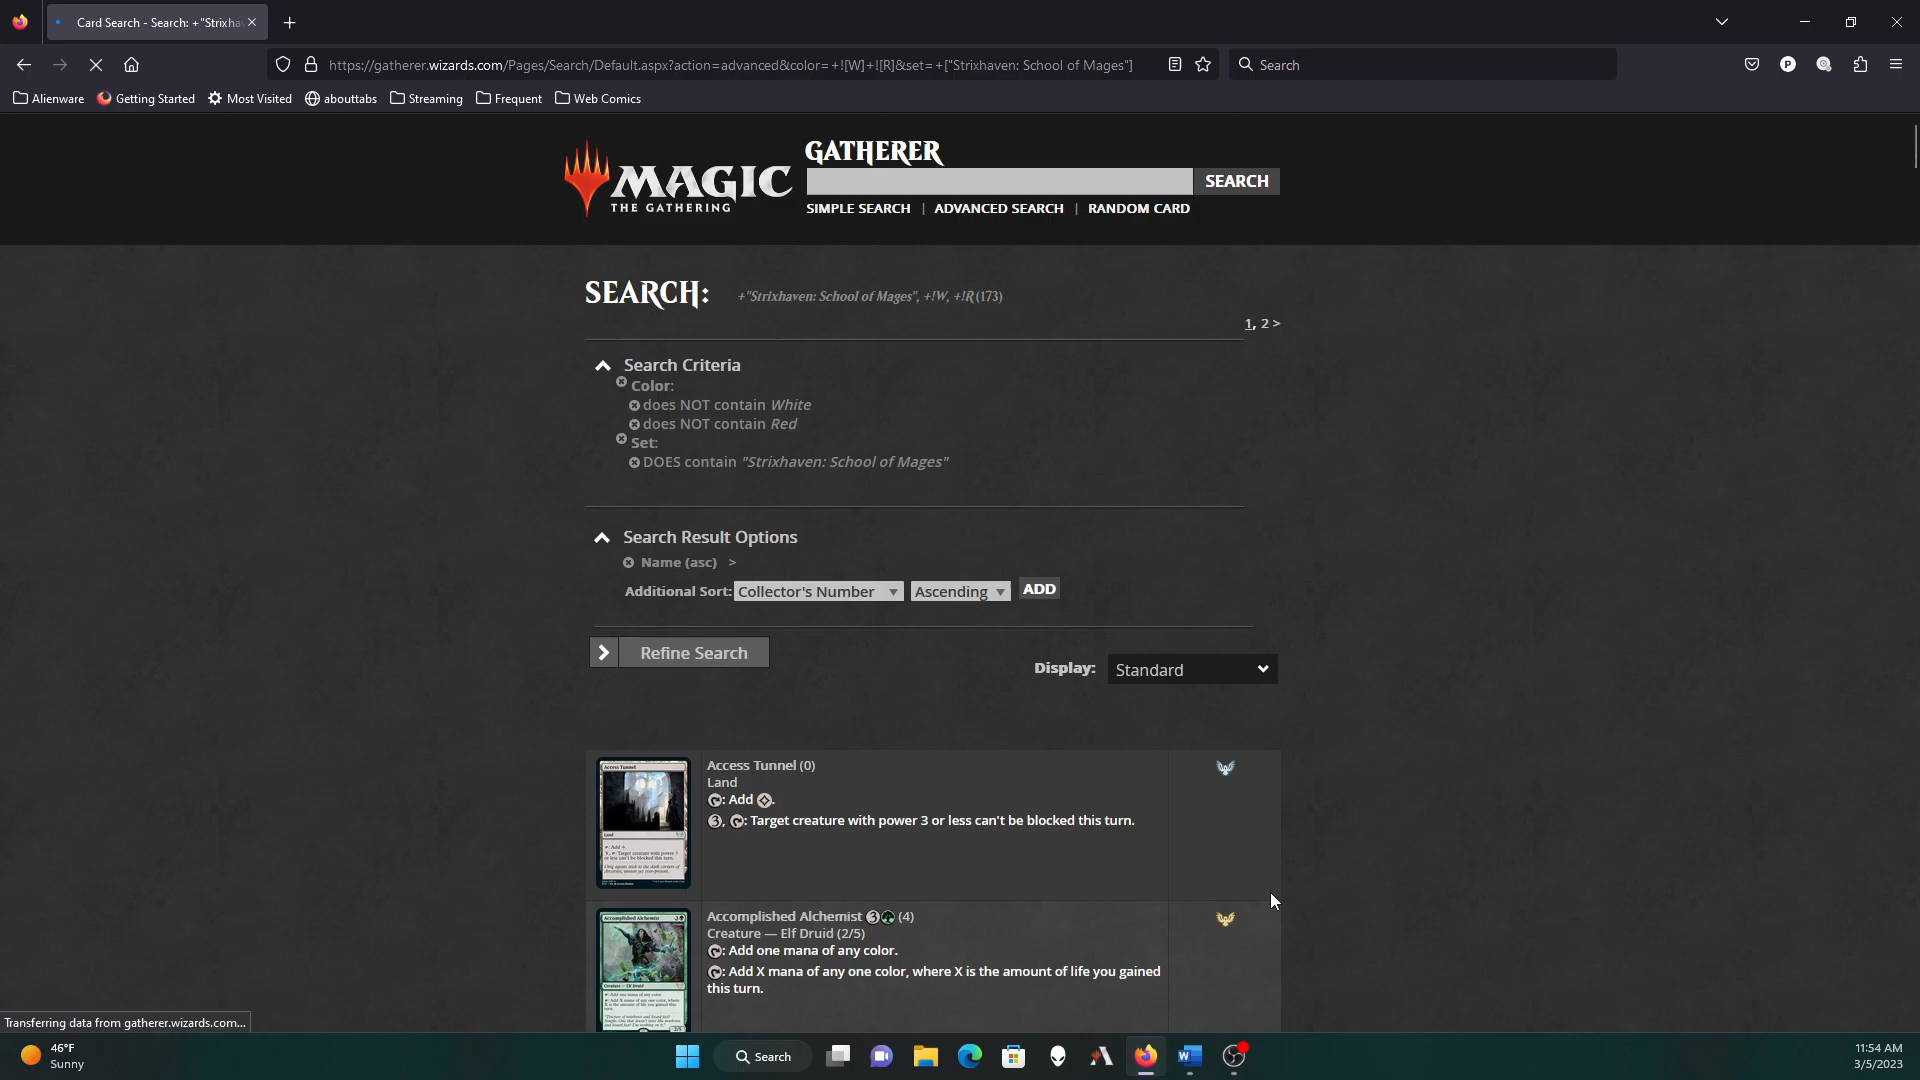 Card Search - Search: +"Strixha
https://gatherer.wizards.com/Pages/Search/Default.aspx?action=advanced&color=+![W]+![R]&set=+["Strixhaven: School of Mages"]
Search
Alienware
Getting Started
Most Visited
abouttabs
Streaming
Frequent
Web Comics
MAGIC
THE GATHERING
GATHERER
SEARCH
SIMPLE SEARCH | ADVANCED SEARCH | RANDOM CARD
SEARCH: +"Strixhaven: School of Mages", +!W, +!R (173)
1, 2 >
Search Criteria
Color:
does NOT contain White
does NOT contain Red
Set:
DOES contain "Strixhaven: School of Mages"
Search Result Options
Name (asc) >
Additional Sort: Collector's Number Ascending ADD
Refine Search
Display: Standard
Access Tunnel
Access Tunnel (0)
Land
: Add .
3, : Target creature with power 3 or less can't be blocked this turn.
Accomplished Alchemist
Accomplished Alchemist 3 (4)
Creature — Elf Druid (2/5)
: Add one mana of any color.
: Add X mana of any one color, where X is the amount of life you gained
this turn.
Transferring data from gatherer.wizards.com...
46°F
Sunny
Search
11:54 AM
3/5/2023